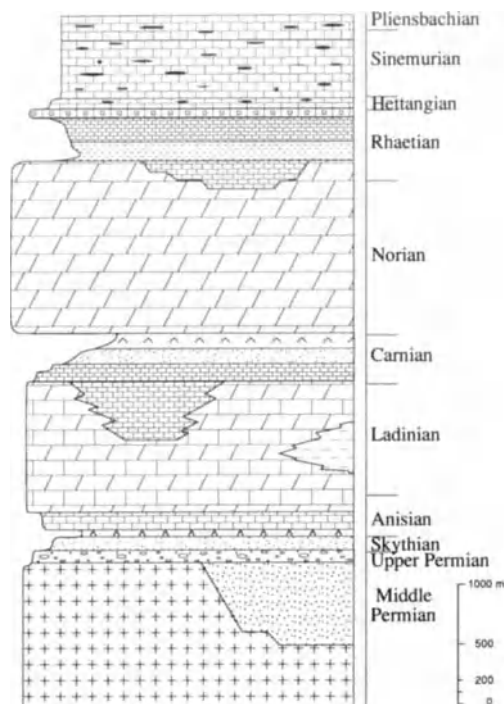 Pliensbachian
Sinemurian
Hettangian
Rhaetian
Norian
Carnian
Ladinian
Anisian
Skythian
Upper Permian
Middle
Permian
1000 m
500
200
0